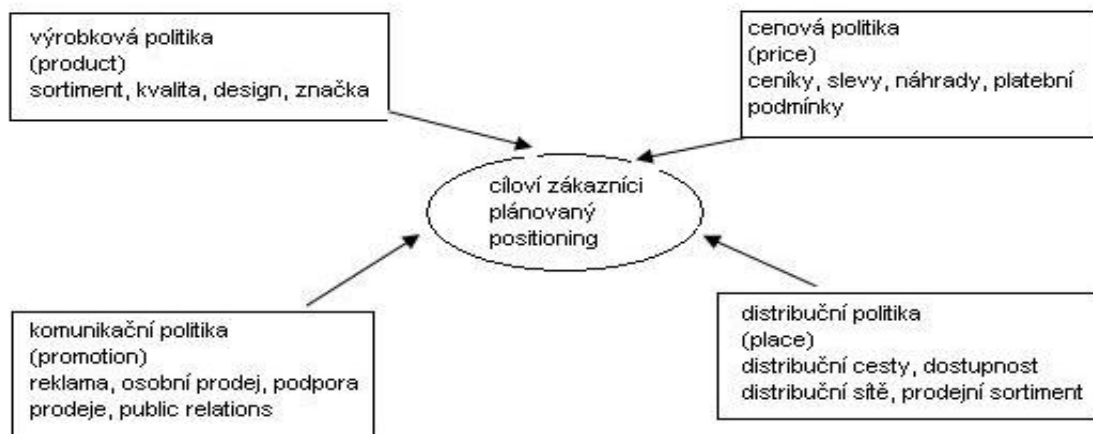 výrobková politika
(product)
sortiment, kvalita, design, značka
cenová politika
(price)
ceníky, slevy, náhrady, platební
podmínky
cíloví zákazníci
plánovaný
positioning
komunikační politika
(promotion)
reklama, osobní prodej, podpora
prodeje, public relations
distribuční politika
(place)
distribuční cesty, dostupnost
distribuční sítě, prodejní sortiment